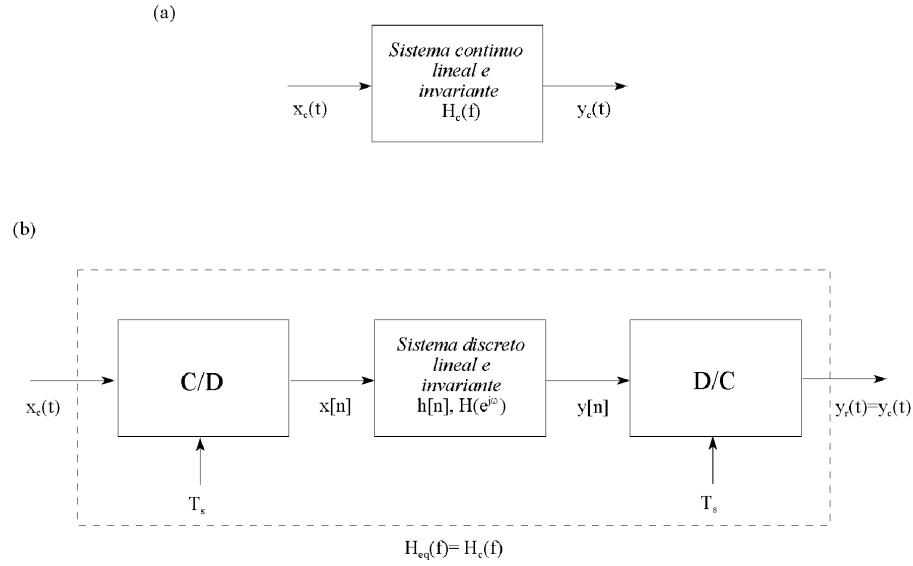 (a)
Sistema continuo
lineal e
invariante
H_c(f)
x_c(t)
y_c(t)
(b)
C/D
Sistema discreto
lineal e
invariante
h[n], H(e^{jω})
D/C
x_c(t)
x[n]
y[n]
y_r(t)=y_c(t)
T_s
T_s
H_eq(f)= H_c(f)